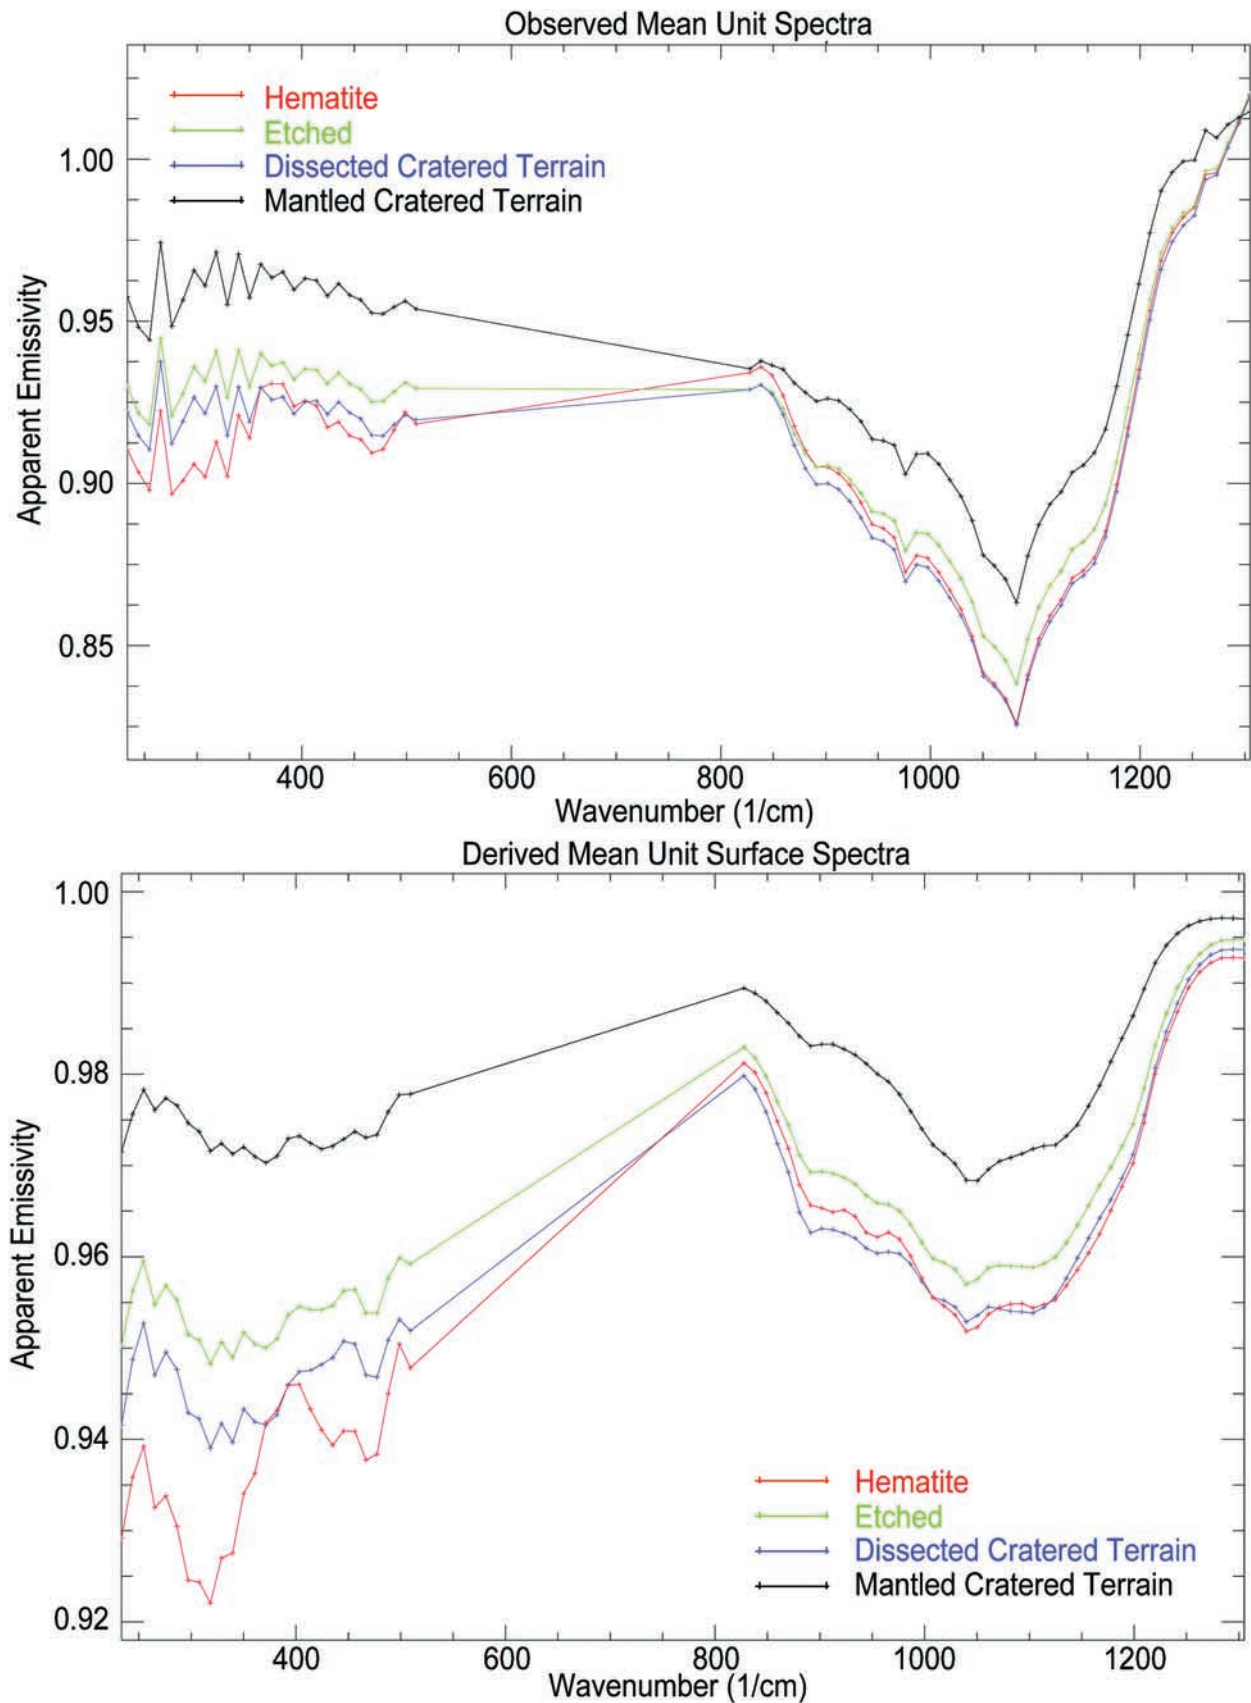 Observed Mean Unit Spectra
Hematite
Etched
Dissected Cratered Terrain
Mantled Cratered Terrain
Apparent Emissivity
1.00
0.95
0.90
0.85
400 600 800 1000 1200
Wavenumber (1/cm)
Derived Mean Unit Surface Spectra
Apparent Emissivity
1.00
0.98
0.96
0.94
0.92
Hematite
Etched
Dissected Cratered Terrain
Mantled Cratered Terrain
400 600 800 1000 1200
Wavenumber (1/cm)